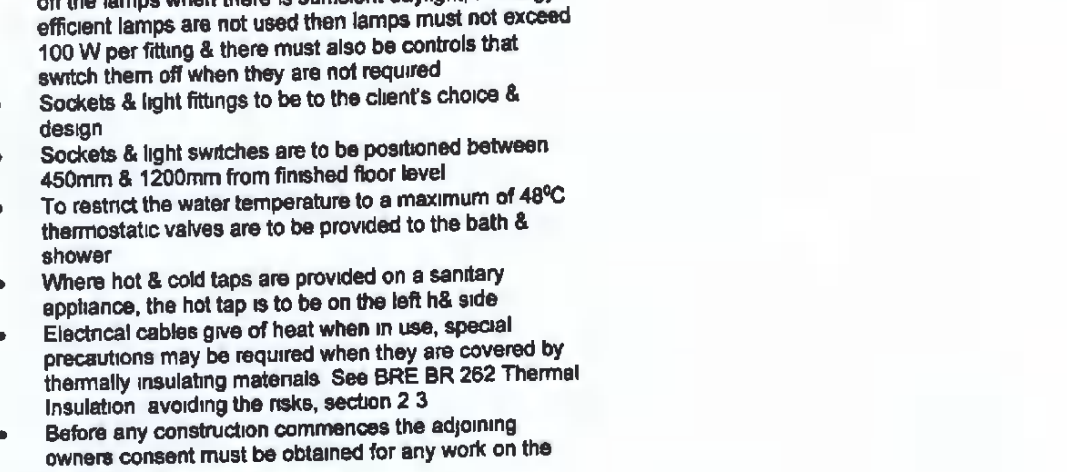 efficient lamps are not used then lamps must not exceed
100 W per fitting & there must also be controls that
switch them off when they are not required
Sockets & light fittings to be to the client's choice &
design
Sockets & light switches are to be positioned between
450mm & 1200mm from finished floor level
To restrict the water temperature to a maximum of 48ºC
thermostatic valves are to be provided to the bath &
shower
Where hot & cold taps are provided on a sanitary
appliance, the hot tap is to be on the left h& side
Electrical cables give of heat when in use, special
precautions may be required when they are covered by
thermally insulating materials See BRE BR 262 Thermal
Insulation avoiding the risks, section 2 3
Before any construction commences the adjoining
owners consent must be obtained for any work on the